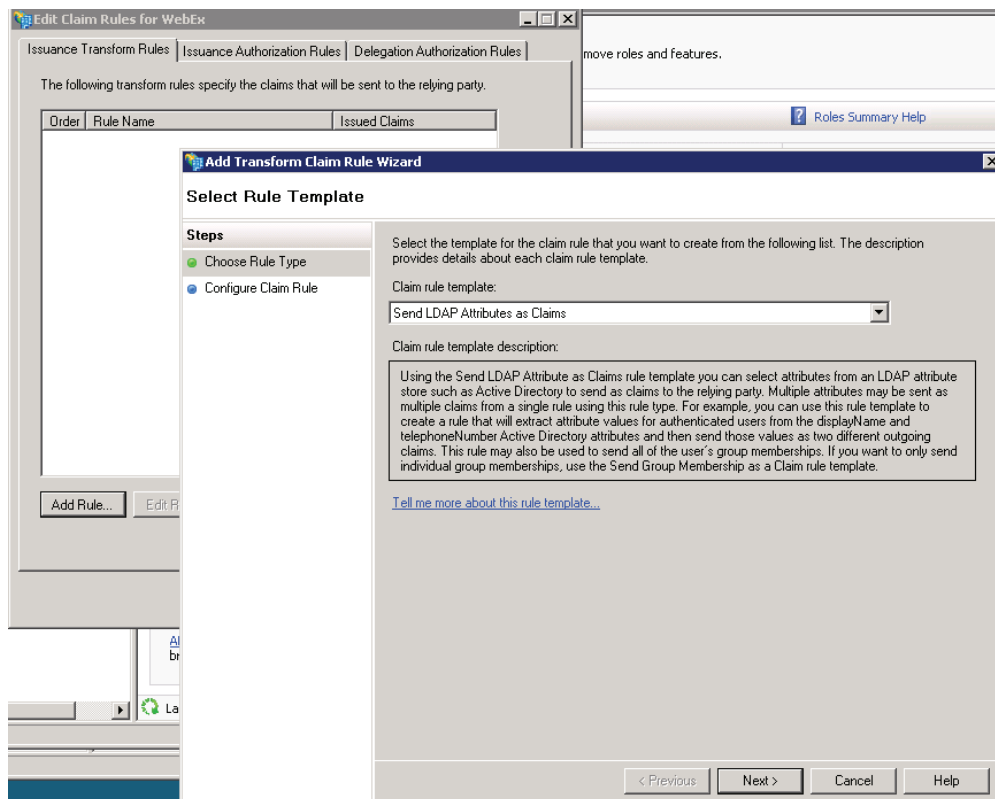 Edit Claim Rules for WebEx
Issuance Transform Rules
Issuance Authorization Rules
Delegation Authorization Rules
The following transform rules specify the claims that will be sent to the relying party.
Order
Rule Name
Issued Claims
move roles and features.
Roles Summary Help
Add Transform Claim Rule Wizard
Select Rule Template
Steps
Choose Rule Type
Configure Claim Rule
Select the template for the claim rule that you want to create from the following list. The description
provides details about each claim rule template.
Claim rule template:
Send LDAP Attributes as Claims
Claim rule template description:
Using the Send LDAP Attribute as Claims rule template you can select attributes from an LDAP attribute
store such as Active Directory to send as claims to the relying party. Multiple attributes may be sent as
multiple claims from a single rule using this rule type. For example, you can use this rule template to
create a rule that will extract attribute values for authenticated users from the displayName and
telephoneNumber Active Directory attributes and then send those values as two different outgoing
claims. This rule may also be used to send all of the user's group memberships. If you want to only send
individual group memberships, use the Send Group Membership as a Claim rule template.
Tell me more about this rule template...
Add Rule...
Edit R
br
La
< Previous
Next >
Cancel
Help